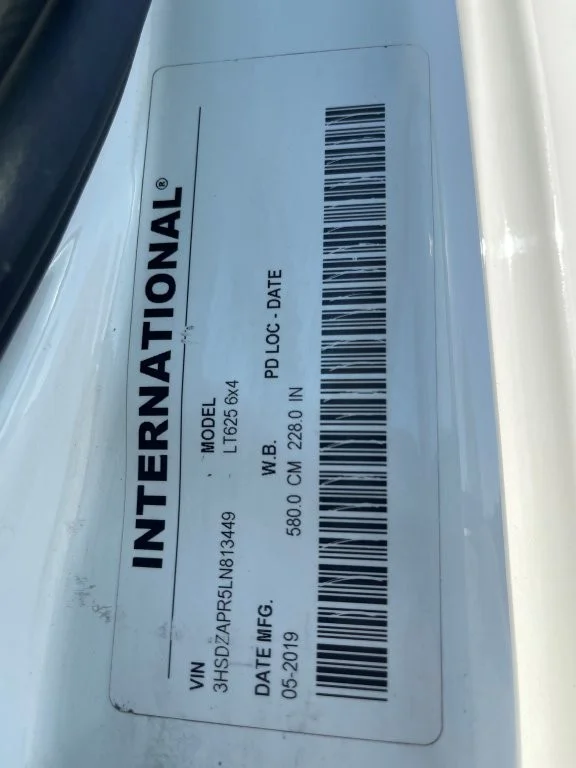 INTERNATIONAL®
VIN MODEL
3HSDZAPR5LN813449 LT625 6x4
DATE MFG. W.B. PD LOC - DATE
05-2019 580.0 CM 228.0 IN